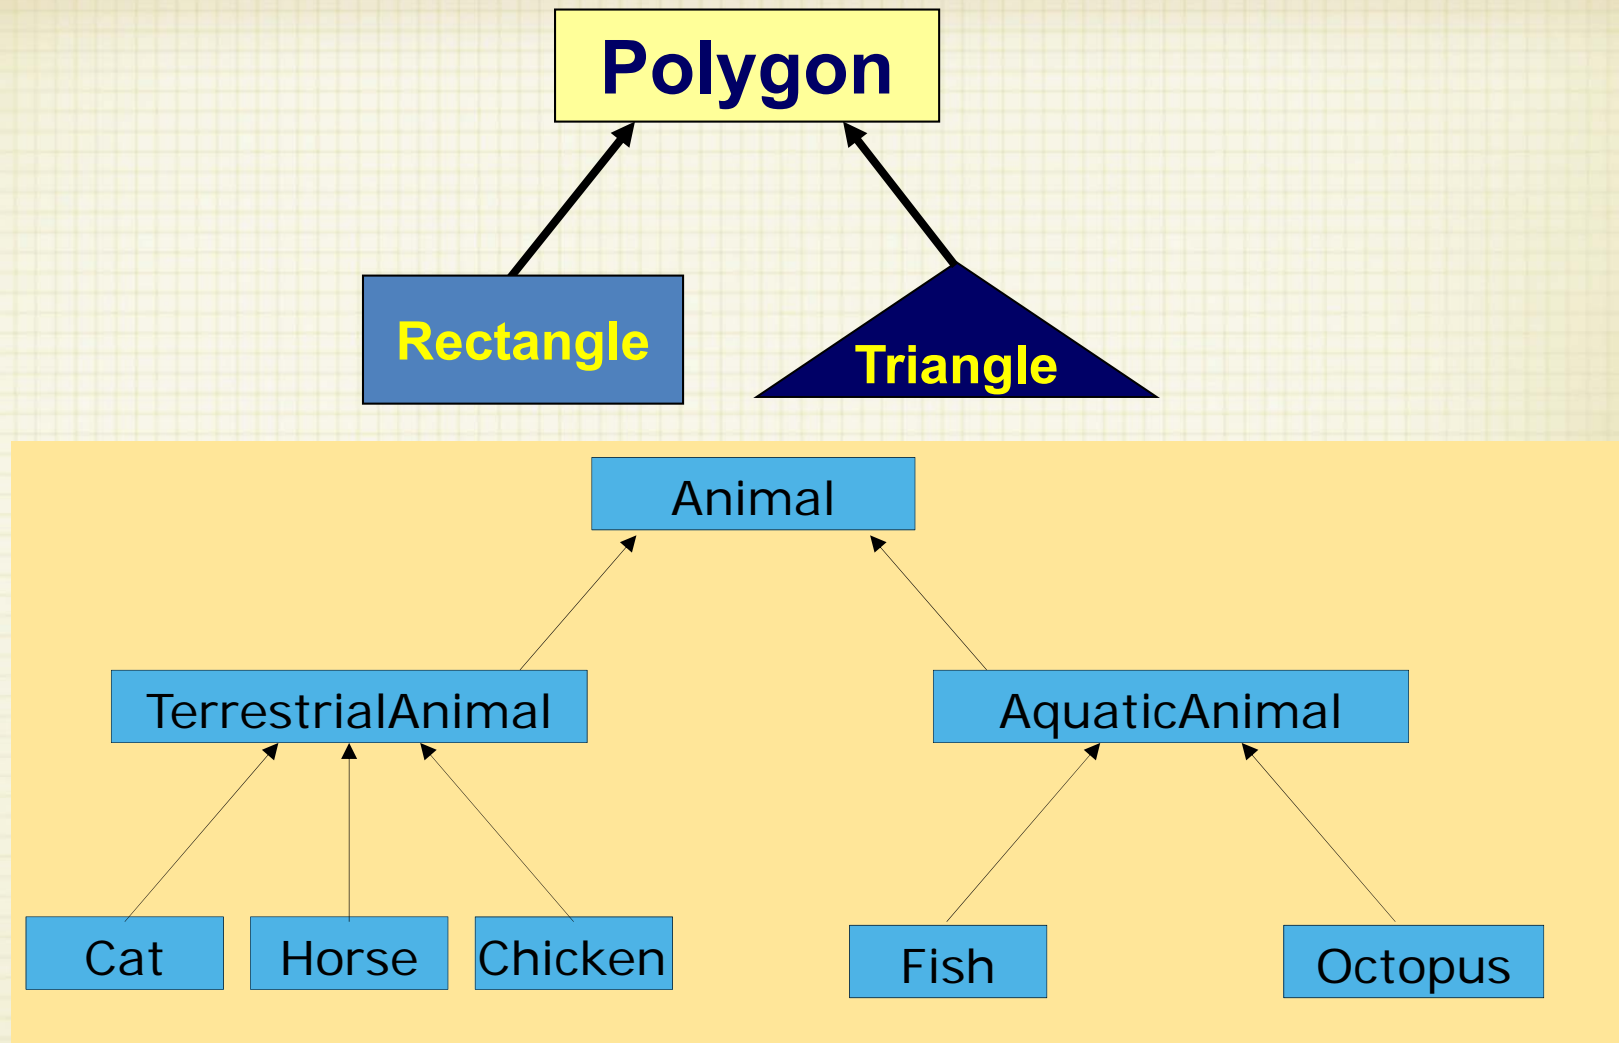 Polygon
Rectangle
Triangle
Animal
TerrestrialAnimal
AquaticAnimal
Cat
Horse
Chicken
Fish
Octopus